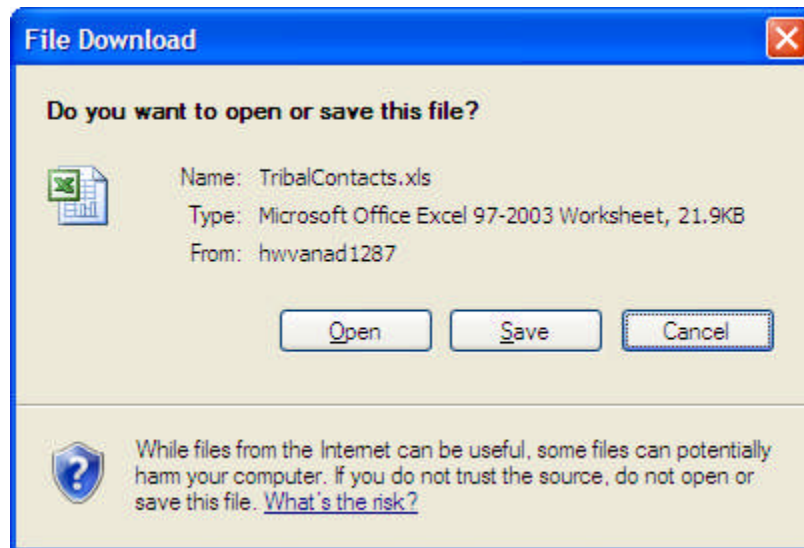 File Download
Do you want to open or save this file?
Name: TribalContacts.xls
Type: Microsoft Office Excel 97-2003 Worksheet, 21.9KB
From: hwvanad1287
Open Save Cancel
While files from the Internet can be useful, some files can potentially
harm your computer. If you do not trust the source, do not open or
save this file. What's the risk?